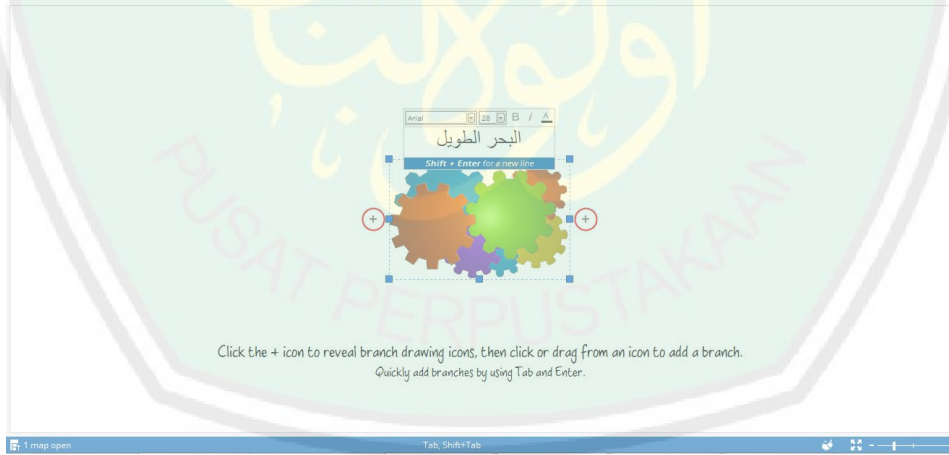 Arial 28 B I A
البحر الطويل
Shift + Enter for a new line
Click the + icon to reveal branch drawing icons, then click or drag from an icon to add a branch.
Quickly add branches by using Tab and Enter.
PUSAT PERPUSTAKAAN
1 map open Tab, Shift+Tab